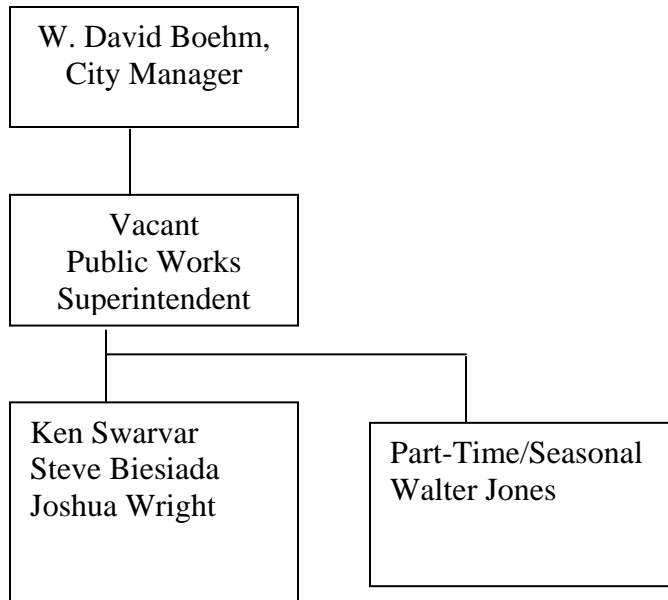 W. David Boehm,
City Manager
Vacant
Public Works
Superintendent
Ken Swarvar
Steve Biesiada
Joshua Wright
Part-Time/Seasonal
Walter Jones